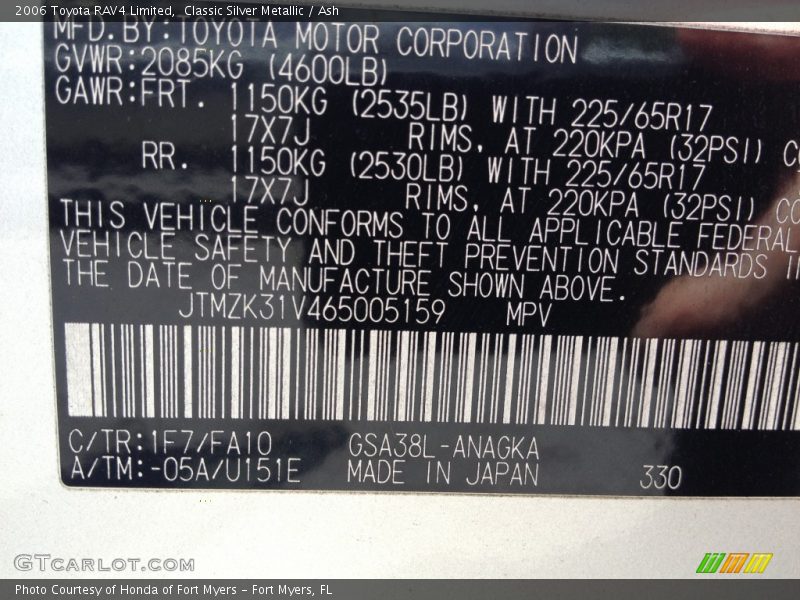 2006 Toyota RAV4 Limited, Classic Silver Metallic / Ash
MFD.BY:TOYOTA MOTOR CORPORATION
GVWR:2085KG (4600LB)
GAWR:FRT. 1150KG (2535LB) WITH 225/65R17
17X7J RIMS, AT 220KPA (32PSI)
RR. 1150KG (2530LB) WITH 225/65R17
17X7J RIMS, AT 220KPA (32PSI)
THIS VEHICLE CONFORMS TO ALL APPLICABLE FEDERAL
VEHICLE SAFETY AND THEFT PREVENTION STANDARDS
THE DATE OF MANUFACTURE SHOWN ABOVE.
JTMZK31V465005159 MPV
C/TR:1F7/FA10 GSA38L-ANAGKA
A/TM:-05A/U151E MADE IN JAPAN 330
GTCARLOT.COM
Photo Courtesy of Honda of Fort Myers – Fort Myers, FL